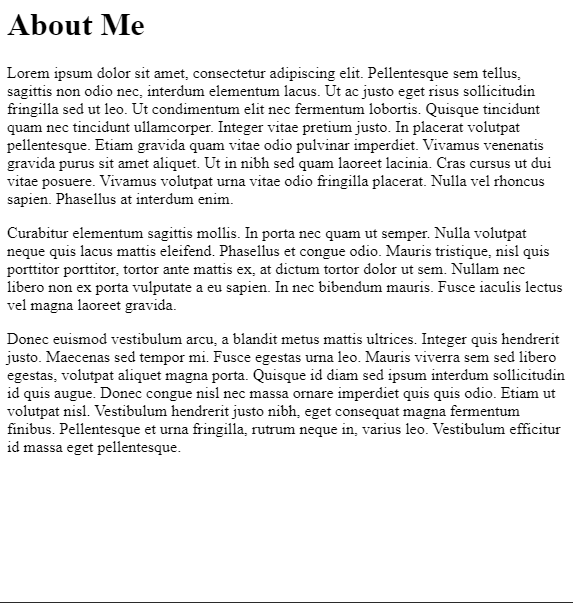 About Me
Lorem ipsum dolor sit amet, consectetur adipiscing elit. Pellentesque sem tellus,
sagittis non odio nec, interdum elementum lacus. Ut ac justo eget risus sollicitudin
fringilla sed ut leo. Ut condimentum elit nec fermentum lobortis. Quisque tincidunt
quam nec tincidunt ullamcorper. Integer vitae pretium justo. In placerat volutpat
pellentesque. Etiam gravida quam vitae odio pulvinar imperdiet. Vivamus venenatis
gravida purus sit amet aliquet. Ut in nibh sed quam laoreet lacinia. Cras cursus ut dui
vitae posuere. Vivamus volutpat urna vitae odio fringilla placerat. Nulla vel rhoncus
sapien. Phasellus at interdum enim.
Curabitur elementum sagittis mollis. In porta nec quam ut semper. Nulla volutpat
neque quis lacus mattis eleifend. Phasellus et congue odio. Mauris tristique, nisl quis
porttitor porttitor, tortor ante mattis ex, at dictum tortor dolor ut sem. Nullam nec
libero non ex porta vulputate a eu sapien. In nec bibendum mauris. Fusce iaculis lectus
vel magna laoreet gravida.
Donec euismod vestibulum arcu, a blandit metus mattis ultrices. Integer quis hendrerit
justo. Maecenas sed tempor mi. Fusce egestas urna leo. Mauris viverra sem sed libero
egestas, volutpat aliquet magna porta. Quisque id diam sed ipsum interdum sollicitudin
id quis augue. Donec congue nisl nec massa ornare imperdiet quis quis odio. Etiam ut
volutpat nisl. Vestibulum hendrerit justo nibh, eget consequat magna fermentum
finibus. Pellentesque et urna fringilla, rutrum neque in, varius leo. Vestibulum efficitur
id massa eget pellentesque.